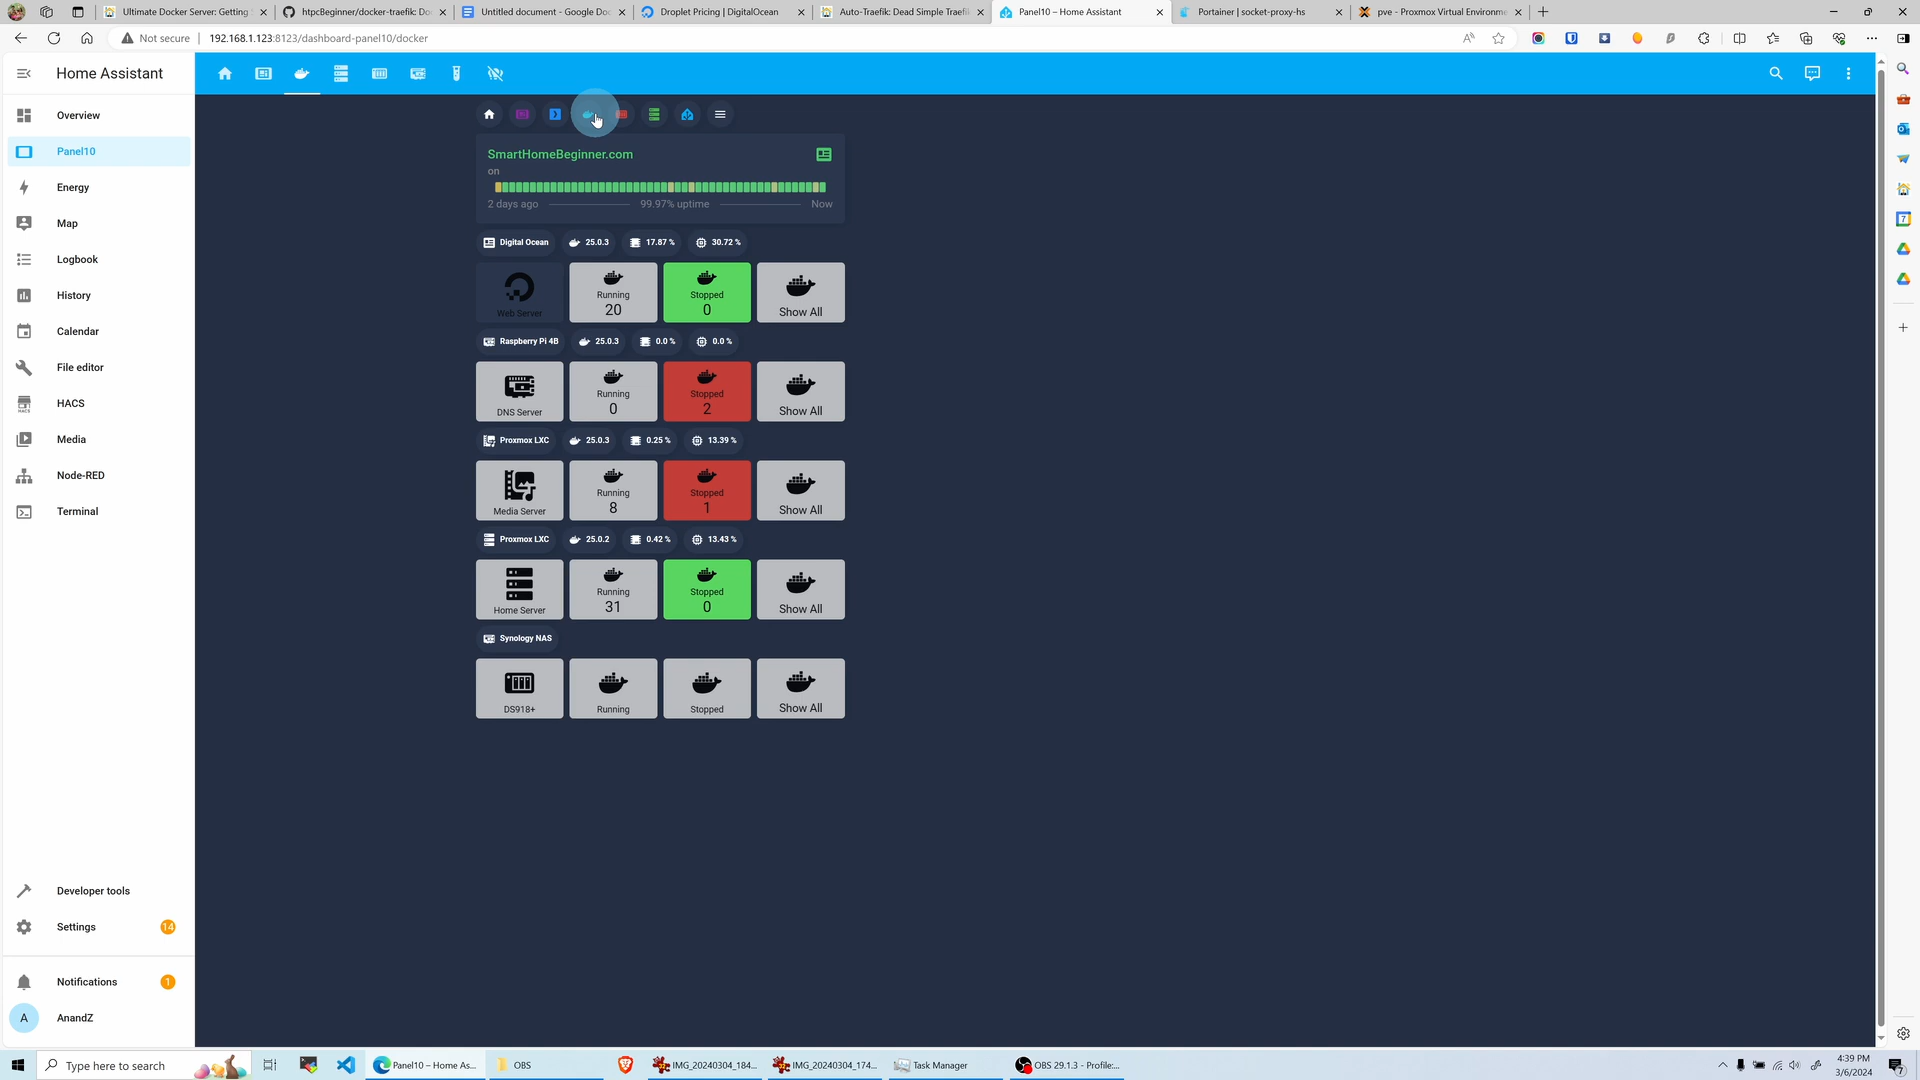 Ultimate Docker Server: Getting
htpcBeginner/docker-traefik: Doc
Untitled document - Google Doc
Droplet Pricing | DigitalOcean
Auto-Traefik: Dead Simple Traefi
Panel10 – Home Assistant
Portainer | socket-proxy-hs
pve - Proxmox Virtual Environme
Not secure
192.168.1.123:8123/dashboard-panel10/docker
Home Assistant
Overview
Panel10
Energy
Map
Logbook
History
Calendar
File editor
HACS
HACS
Media
Node-RED
Terminal
Developer tools
Settings
14
Notifications
1
A
AnandZ
SmartHomeBeginner.com
on
2 days ago
99.97% uptime
Now
Digital Ocean
25.0.3
17.87 %
30.72 %
Web Server
Running
20
Stopped
0
Show All
Raspberry Pi 4B
25.0.3
0.0 %
0.0 %
DNS Server
Running
0
Stopped
2
Show All
Proxmox LXC
25.0.3
0.25 %
13.39 %
Media Server
Running
8
Stopped
1
Show All
Proxmox LXC
25.0.2
0.42 %
13.43 %
Home Server
Running
31
Stopped
0
Show All
Synology NAS
DS918+
Running
Stopped
Show All
Type here to search
Panel10 – Home As...
OBS
IMG_20240304_184...
IMG_20240304_174...
Task Manager
OBS 29.1.3 - Profile:...
4:39 PM
3/6/2024
7